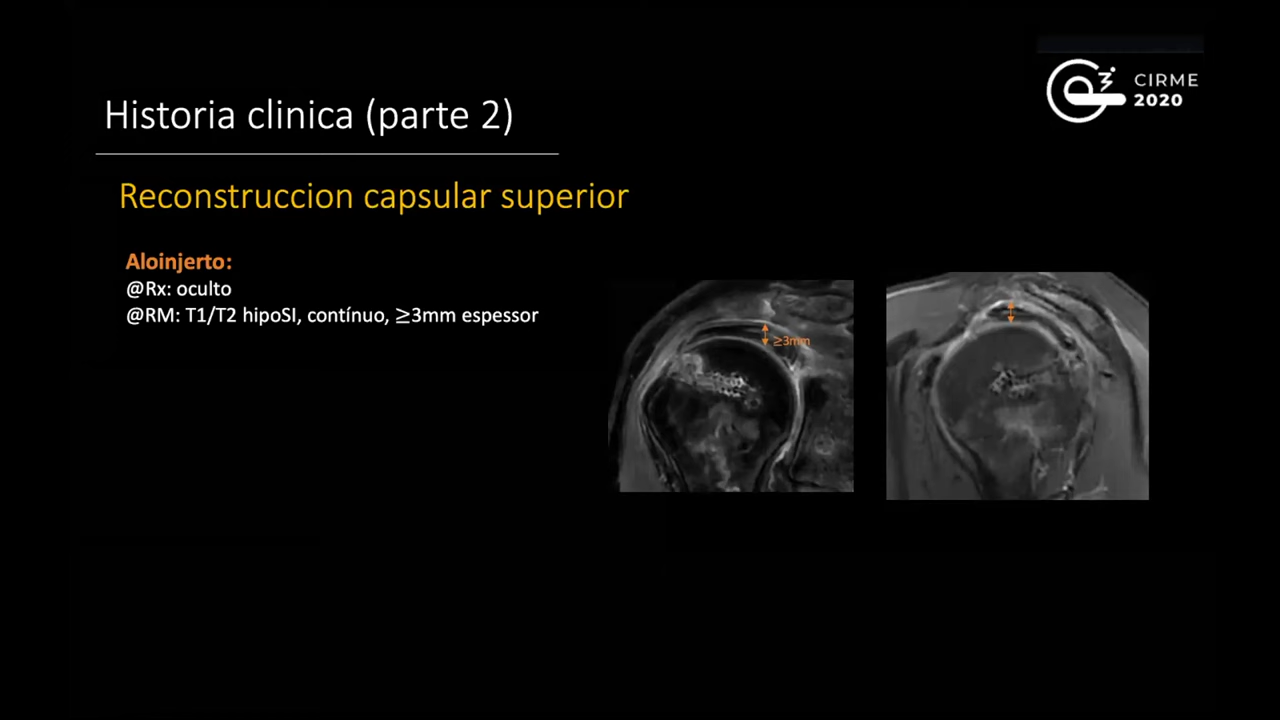 CIRME
2020
Historia clinica (parte 2)
Reconstruccion capsular superior
Aloinjerto:
@Rx: oculto
@RM: T1/T2 hipoSI, contínuo, ≥3mm espessor
≥3mm